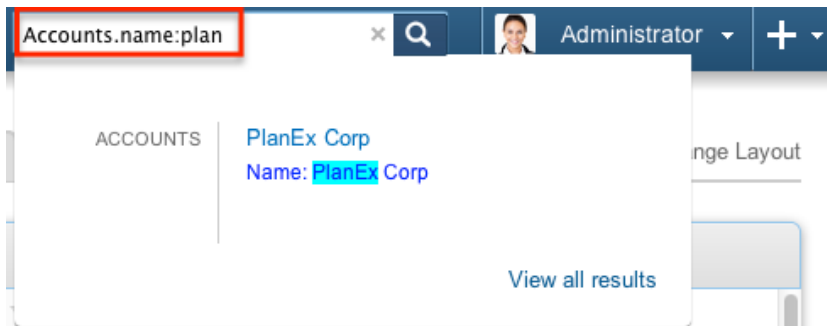 Accounts.name:plan
Administrator
ACCOUNTS
PlanEx Corp
Name: PlanEx Corp
nge Layout
View all results